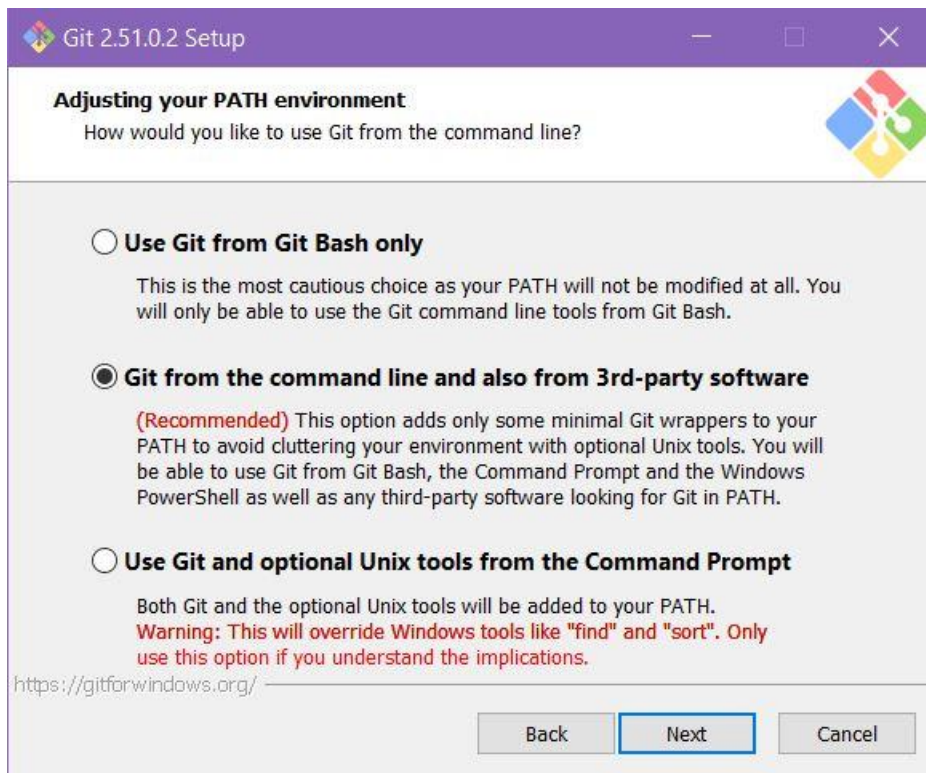 Git 2.51.0.2 Setup
Adjusting your PATH environment
How would you like to use Git from the command line?
Use Git from Git Bash only
This is the most cautious choice as your PATH will not be modified at all. You
will only be able to use the Git command line tools from Git Bash.
Git from the command line and also from 3rd-party software
(Recommended) This option adds only some minimal Git wrappers to your
PATH to avoid cluttering your environment with optional Unix tools. You will
be able to use Git from Git Bash, the Command Prompt and the Windows
PowerShell as well as any third-party software looking for Git in PATH.
Use Git and optional Unix tools from the Command Prompt
Both Git and the optional Unix tools will be added to your PATH.
Warning: This will override Windows tools like "find" and "sort". Only
use this option if you understand the implications.
https://gitforwindows.org/
Back Next Cancel